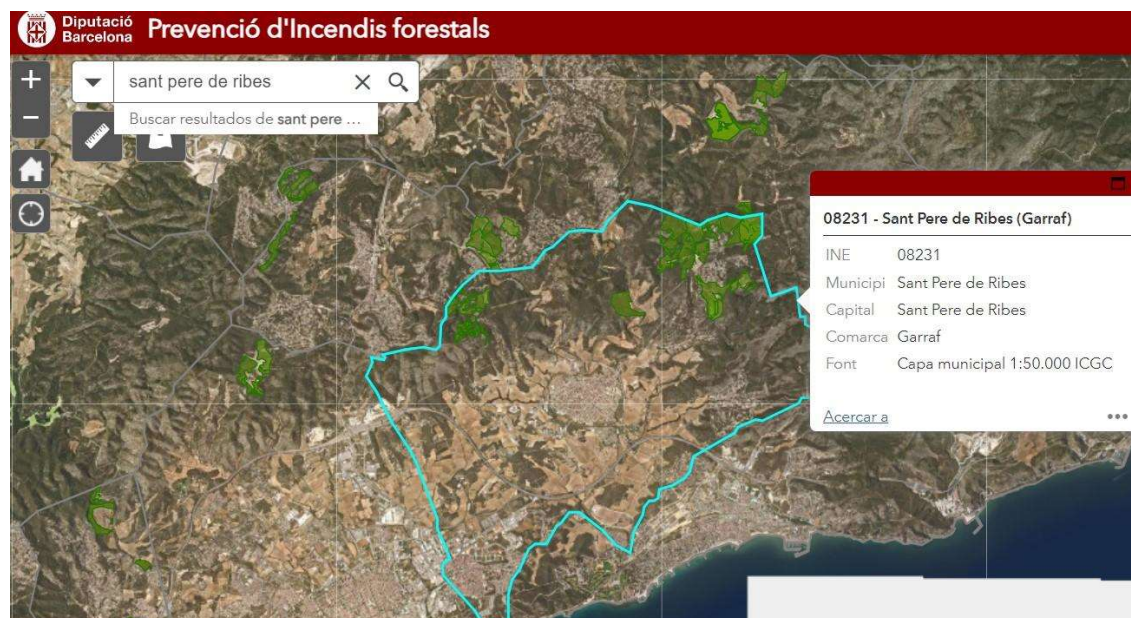 Diputació
Barcelona
Prevenció d'Incendis forestals
sant pere de ribes
Buscar resultados de sant pere ...
08231 - Sant Pere de Ribes (Garraf)
INE 08231
Municipi Sant Pere de Ribes
Capital Sant Pere de Ribes
Comarca Garraf
Font Capa municipal 1:50.000 ICGC
Acercar a